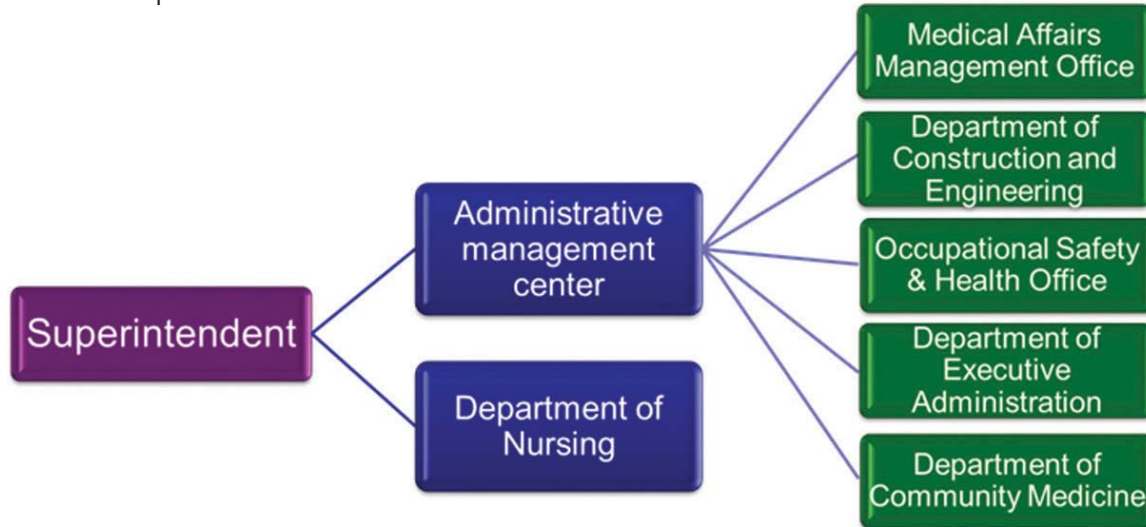 Superintendent
Administrative
management
center
Department of
Nursing
Medical Affairs
Management Office
Department of
Construction and
Engineering
Occupational Safety
& Health Office
Department of
Executive
Administration
Department of
Community Medicine